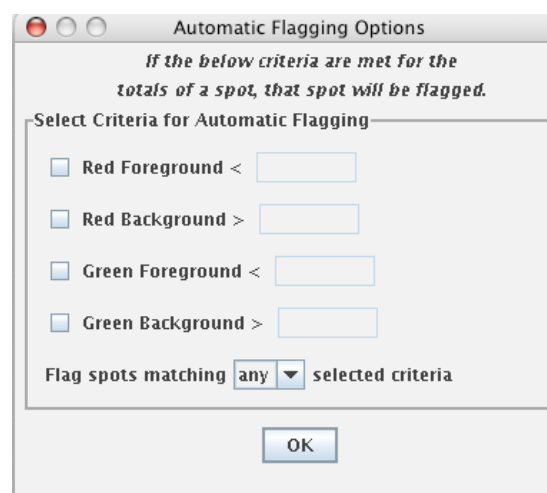 Automatic Flagging Options
If the below criteria are met for the
totals of a spot, that spot will be flagged.
Select Criteria for Automatic Flagging
Red Foreground <
Red Background >
Green Foreground <
Green Background >
Flag spots matching any selected criteria
OK